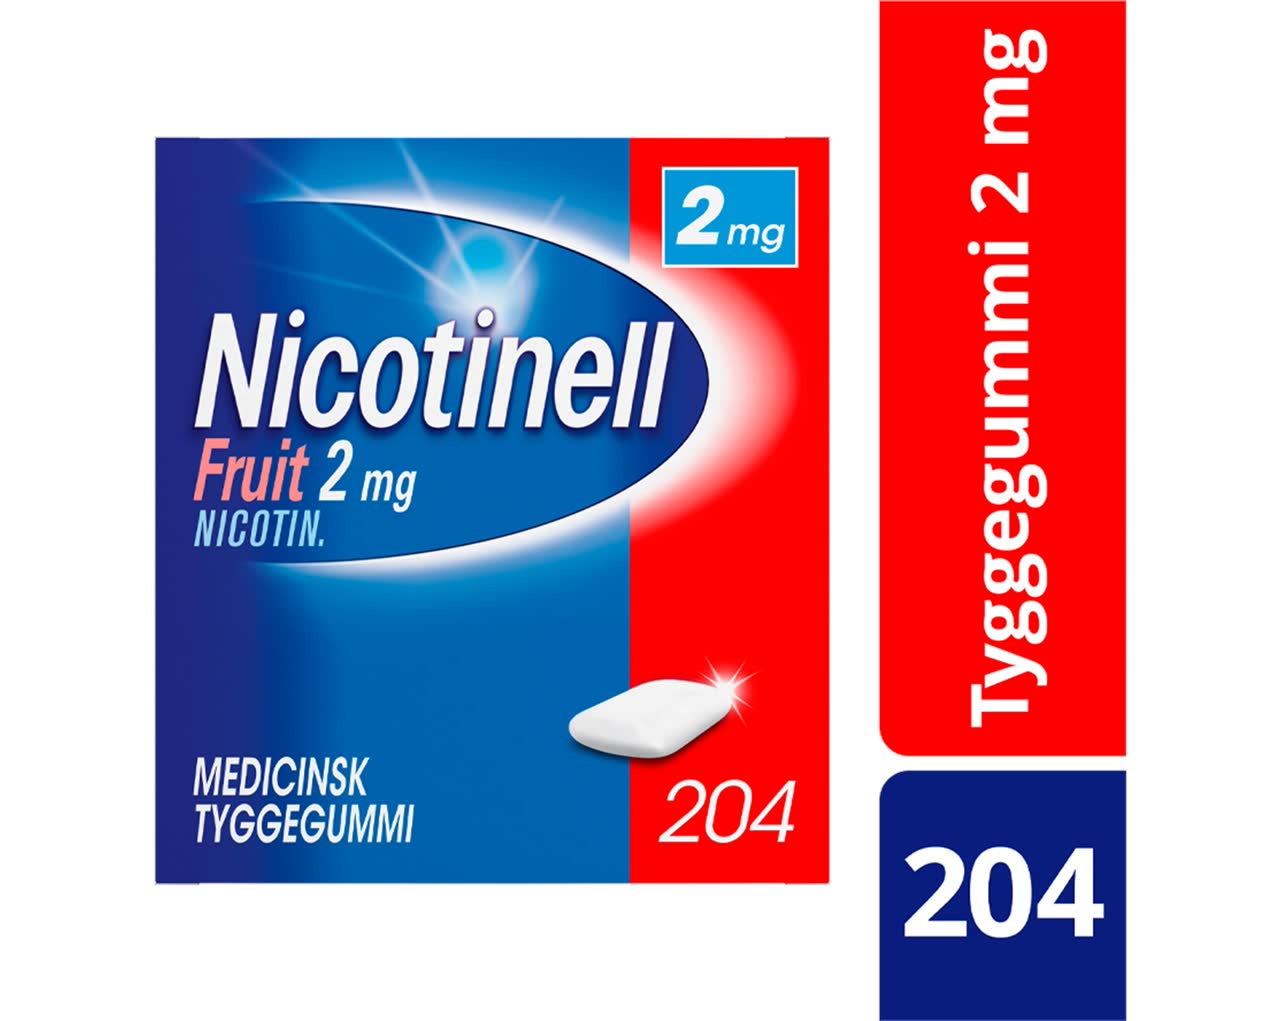 2 mg
Nicotinell
Fruit 2 mg
NICOTIN.
MEDICINSK
TYGGEGUMMI
204
Tyggegummi 2 mg
204